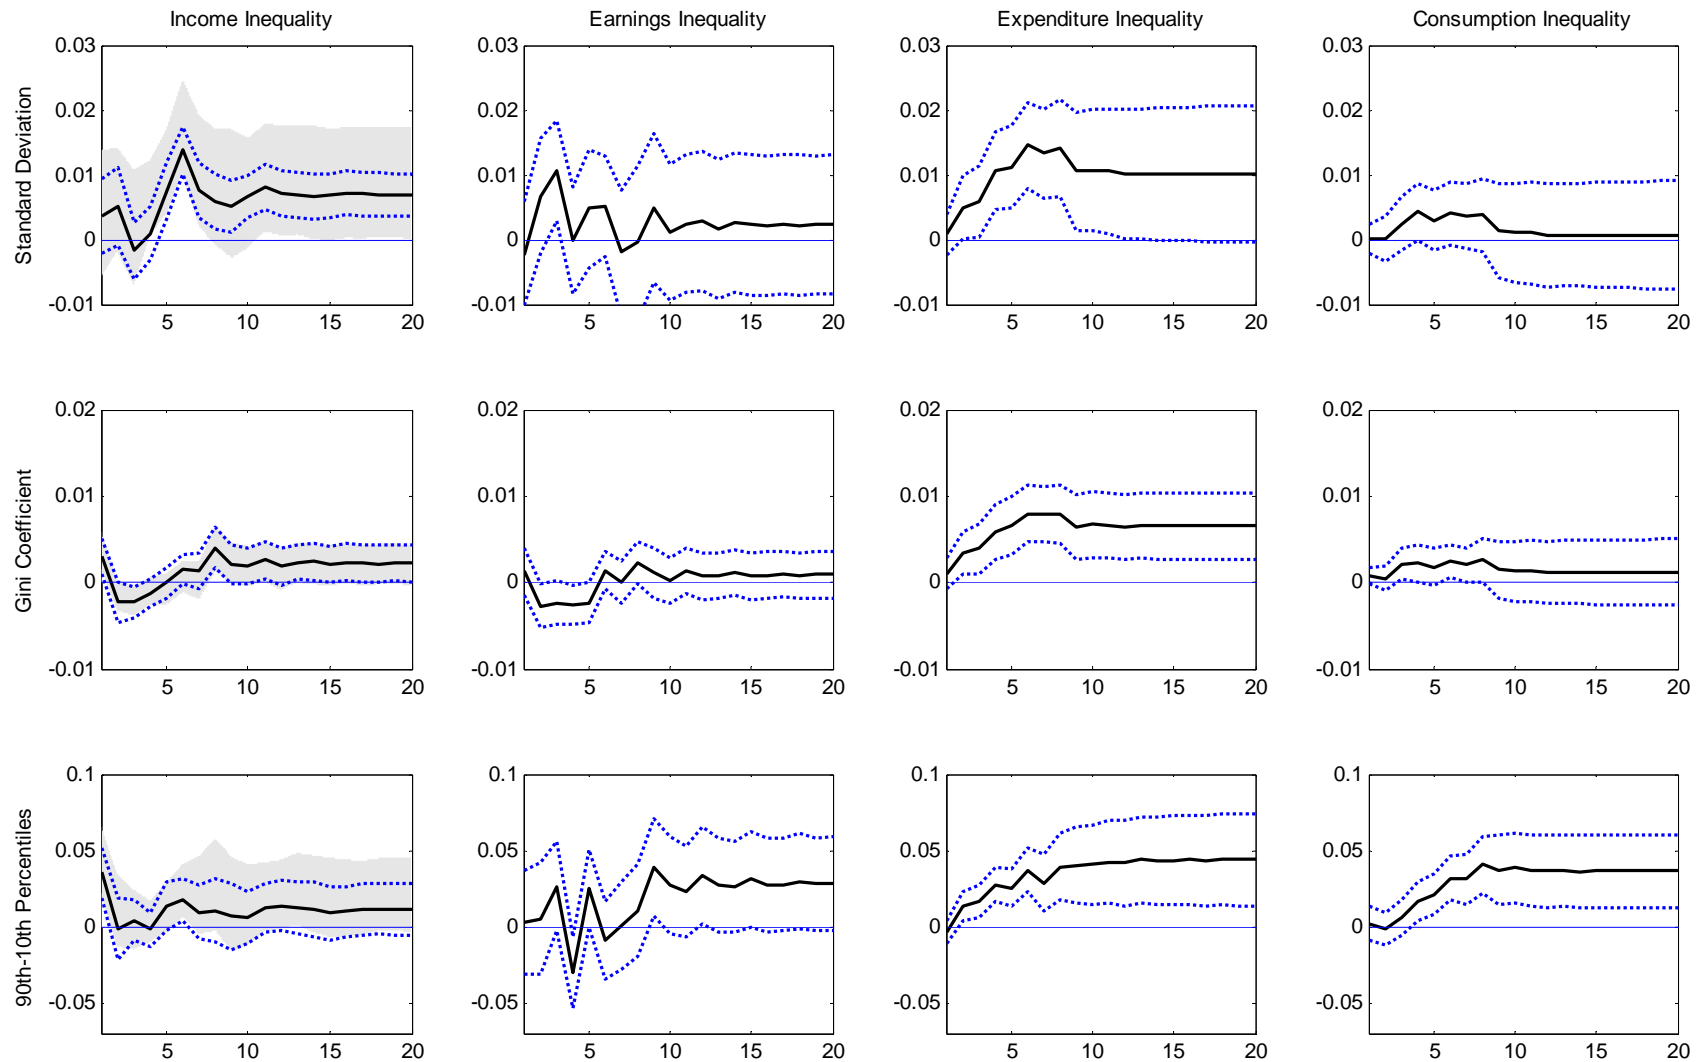 Income Inequality
Earnings Inequality
Expenditure Inequality
Consumption Inequality
Standard Deviation
0.03
0.02
0.01
0
-0.01
5 10 15 20
0.03
0.02
0.01
0
-0.01
5 10 15 20
0.03
0.02
0.01
0
-0.01
5 10 15 20
0.03
0.02
0.01
0
-0.01
5 10 15 20
Gini Coefficient
0.02
0.01
0
-0.01
5 10 15 20
0.02
0.01
0
-0.01
5 10 15 20
0.02
0.01
0
-0.01
5 10 15 20
0.02
0.01
0
-0.01
5 10 15 20
90th-10th Percentiles
0.1
0.05
0
-0.05
5 10 15 20
0.1
0.05
0
-0.05
5 10 15 20
0.1
0.05
0
-0.05
5 10 15 20
0.1
0.05
0
-0.05
5 10 15 20